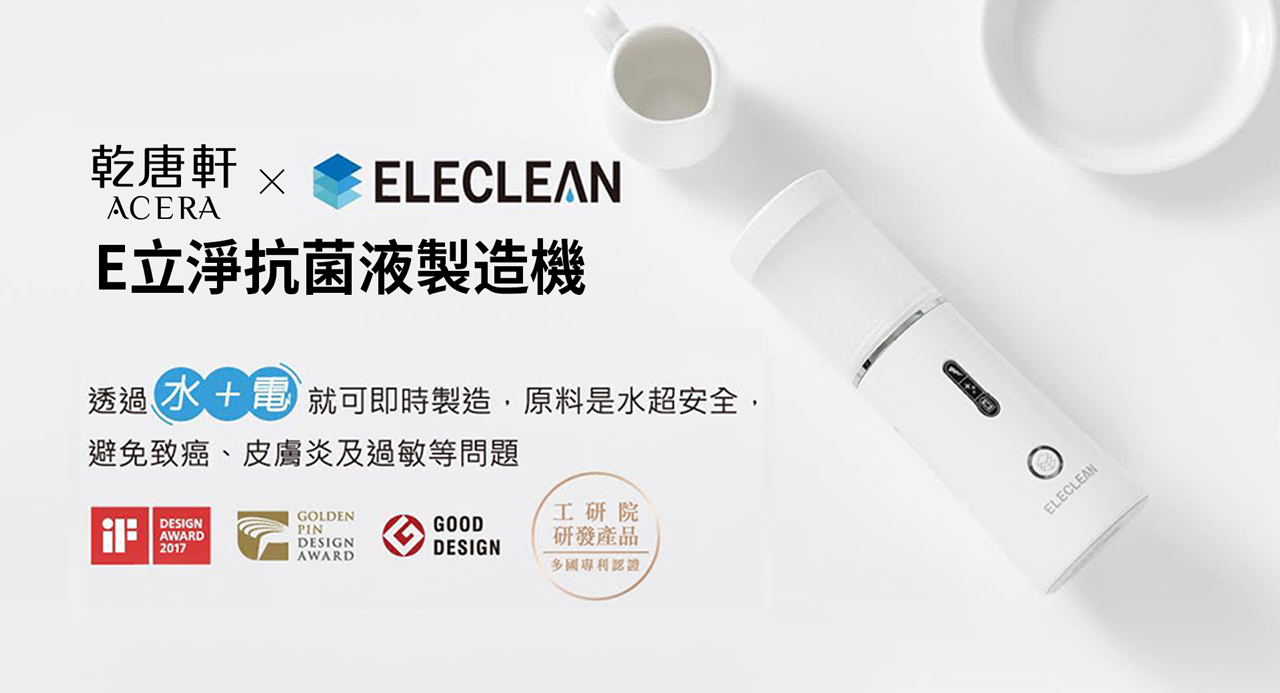 乾唐軒
ACERA
×
ELECLEAN
E立淨抗菌液製造機
透過 水+電 就可即時製造，原料是水超安全，
避免致癌、皮膚炎及過敏等問題
iF
DESIGN
AWARD
2017
GOLDEN
PIN
DESIGN
AWARD
GOOD
DESIGN
工研院
研發產品
多國專利認證
ELECLEAN